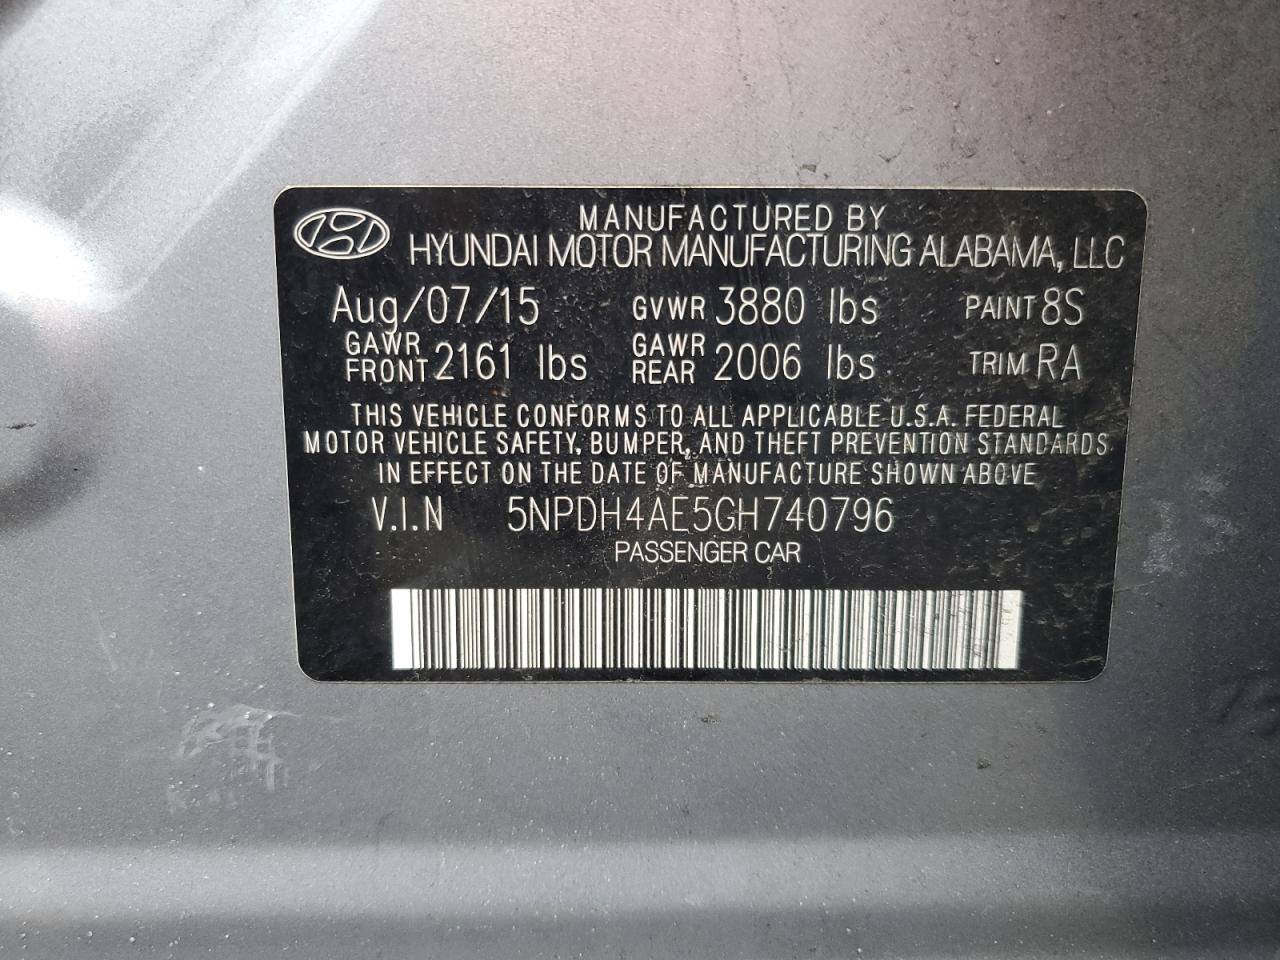 MANUFACTURED BY
HYUNDAI MOTOR MANUFACTURING ALABAMA, LLC
Aug/07/15 GVWR 3880 lbs PAINT 8S
GAWR FRONT 2161 lbs GAWR REAR 2006 lbs TRIM RA
THIS VEHICLE CONFORMS TO ALL APPLICABLE U.S.A. FEDERAL
MOTOR VEHICLE SAFETY, BUMPER, AND THEFT PREVENTION STANDARDS
IN EFFECT ON THE DATE OF MANUFACTURE SHOWN ABOVE
V.I.N 5NPDH4AE5GH740796
PASSENGER CAR